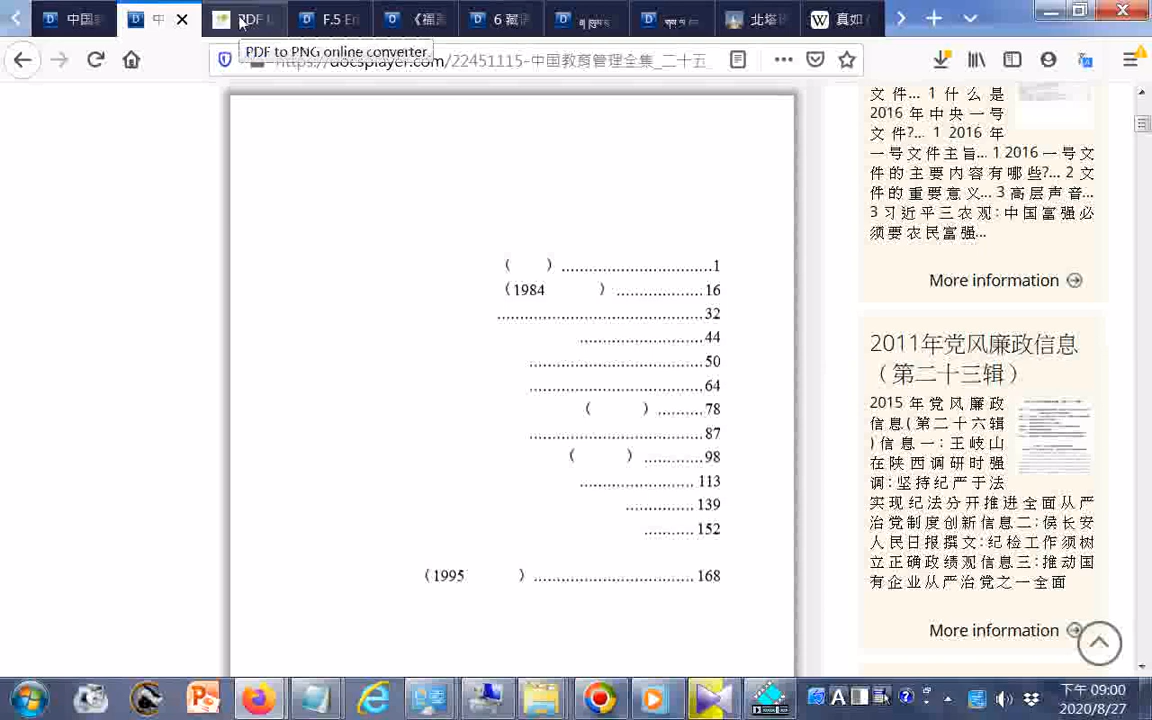 中国
中
PDF
F.5 E
《福
6 藏
北塔
真如 (
PDF to PNG online converter
https://docsplayer.com/22451115-中国教育管理全集_二十五_
( ) ................................1
(1984 ) ..................16
...........................................32
..........................44
.....................................50
.....................................64
( ) ..........78
.....................................87
( ) .............98
........................ 113
.............. 139
.......... 152
(1995 ) .................................. 168
文件... 1 什么是
2016 年中央一号
文件?... 1 2016 年
一号文件主旨... 1 2016 一号文
件的主要内容有哪些?... 2 文
件的重要意义... 3 高层声音...
3 习近平三农观:中国富强必
须要农民富强...
More information
2011年党风廉政信息
(第二十三辑)
2015 年党风廉政
信息(第二十六辑
)信息一:王岐山
在陕西调研时强
调:坚持纪严于法
实现纪法分开推进全面从严
治党制度创新信息二:侯长安
人民日报撰文:纪检工作须树
立正确政绩观信息三:推动国
有企业从严治党之一全面
More information
下午 09:00
2020/8/27